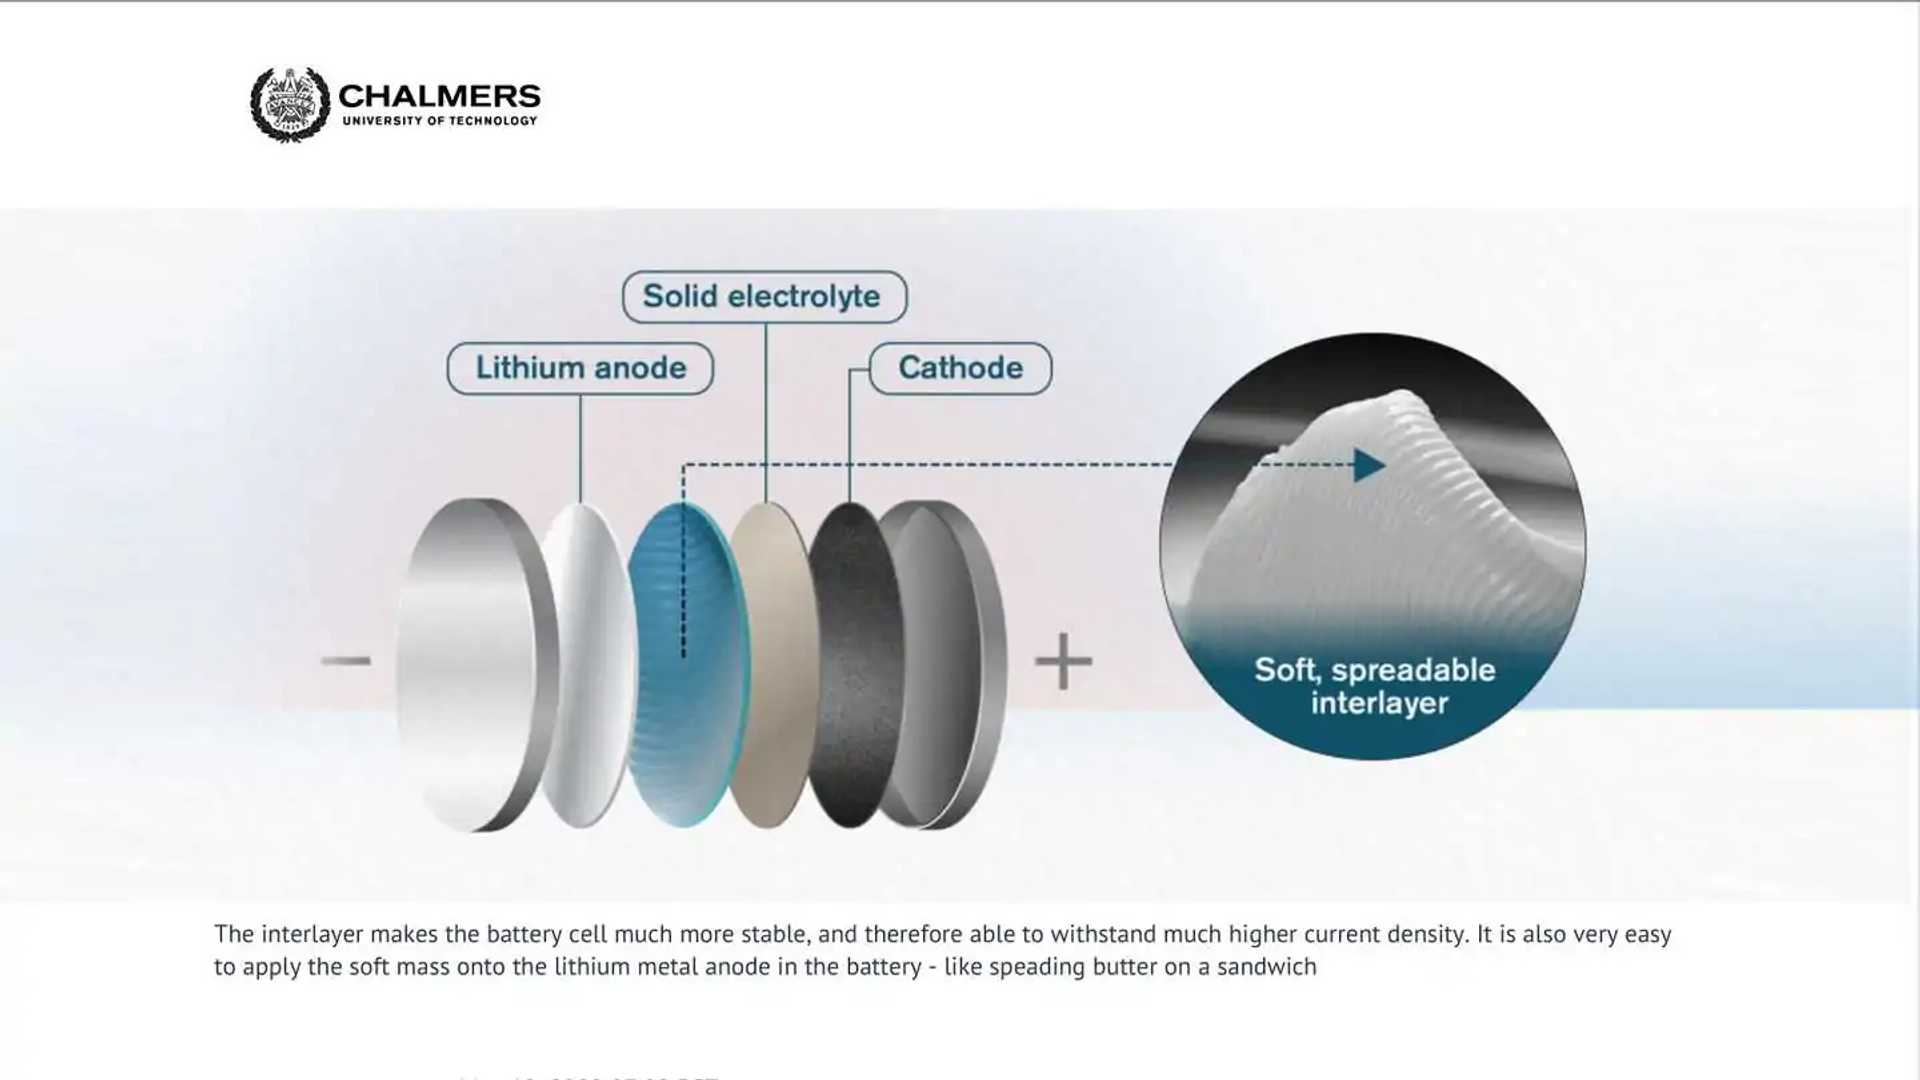 CHALMERS
UNIVERSITY OF TECHNOLOGY
AVANCEZ
1829
Solid electrolyte
Lithium anode
Cathode
Soft, spreadable
interlayer
The interlayer makes the battery cell much more stable, and therefore able to withstand much higher current density. It is also very easy
to apply the soft mass onto the lithium metal anode in the battery - like speading butter on a sandwich